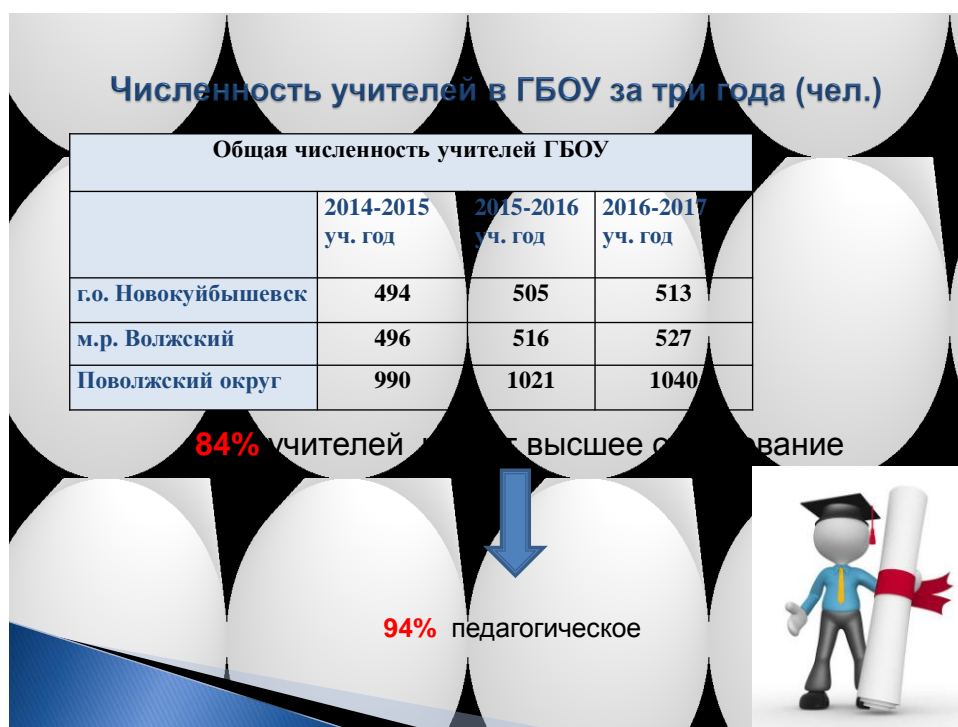 Численность учителей в ГБОУ за три года (чел.)
Общая численность учителей ГБОУ
2014-2015 2015-2016 2016-2017
уч. год уч. год уч. год
г.о. Новокуйбышевск 494 505 513
м.р. Волжский 496 516 527
Поволжский округ 990 1021 1040
84% учителей высшее
94% педагогическое